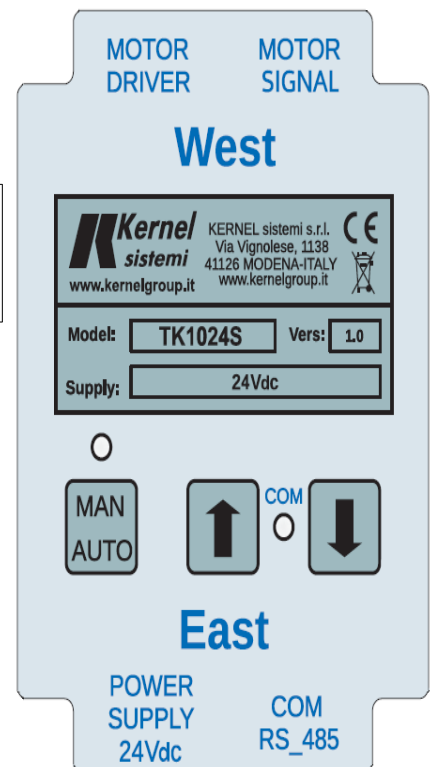 MOTOR DRIVER
MOTOR SIGNAL
West
Kernel
sistemi
www.kernelgroup.it
KERNEL sistemi s.r.l.
Via Vignolese, 1138
41126 MODENA-ITALY
www.kernelgroup.it
CE
Model: TK1024S Vers: 1.0
Supply: 24Vdc
MAN
AUTO
COM
East
POWER
SUPPLY
24Vdc
COM
RS_485